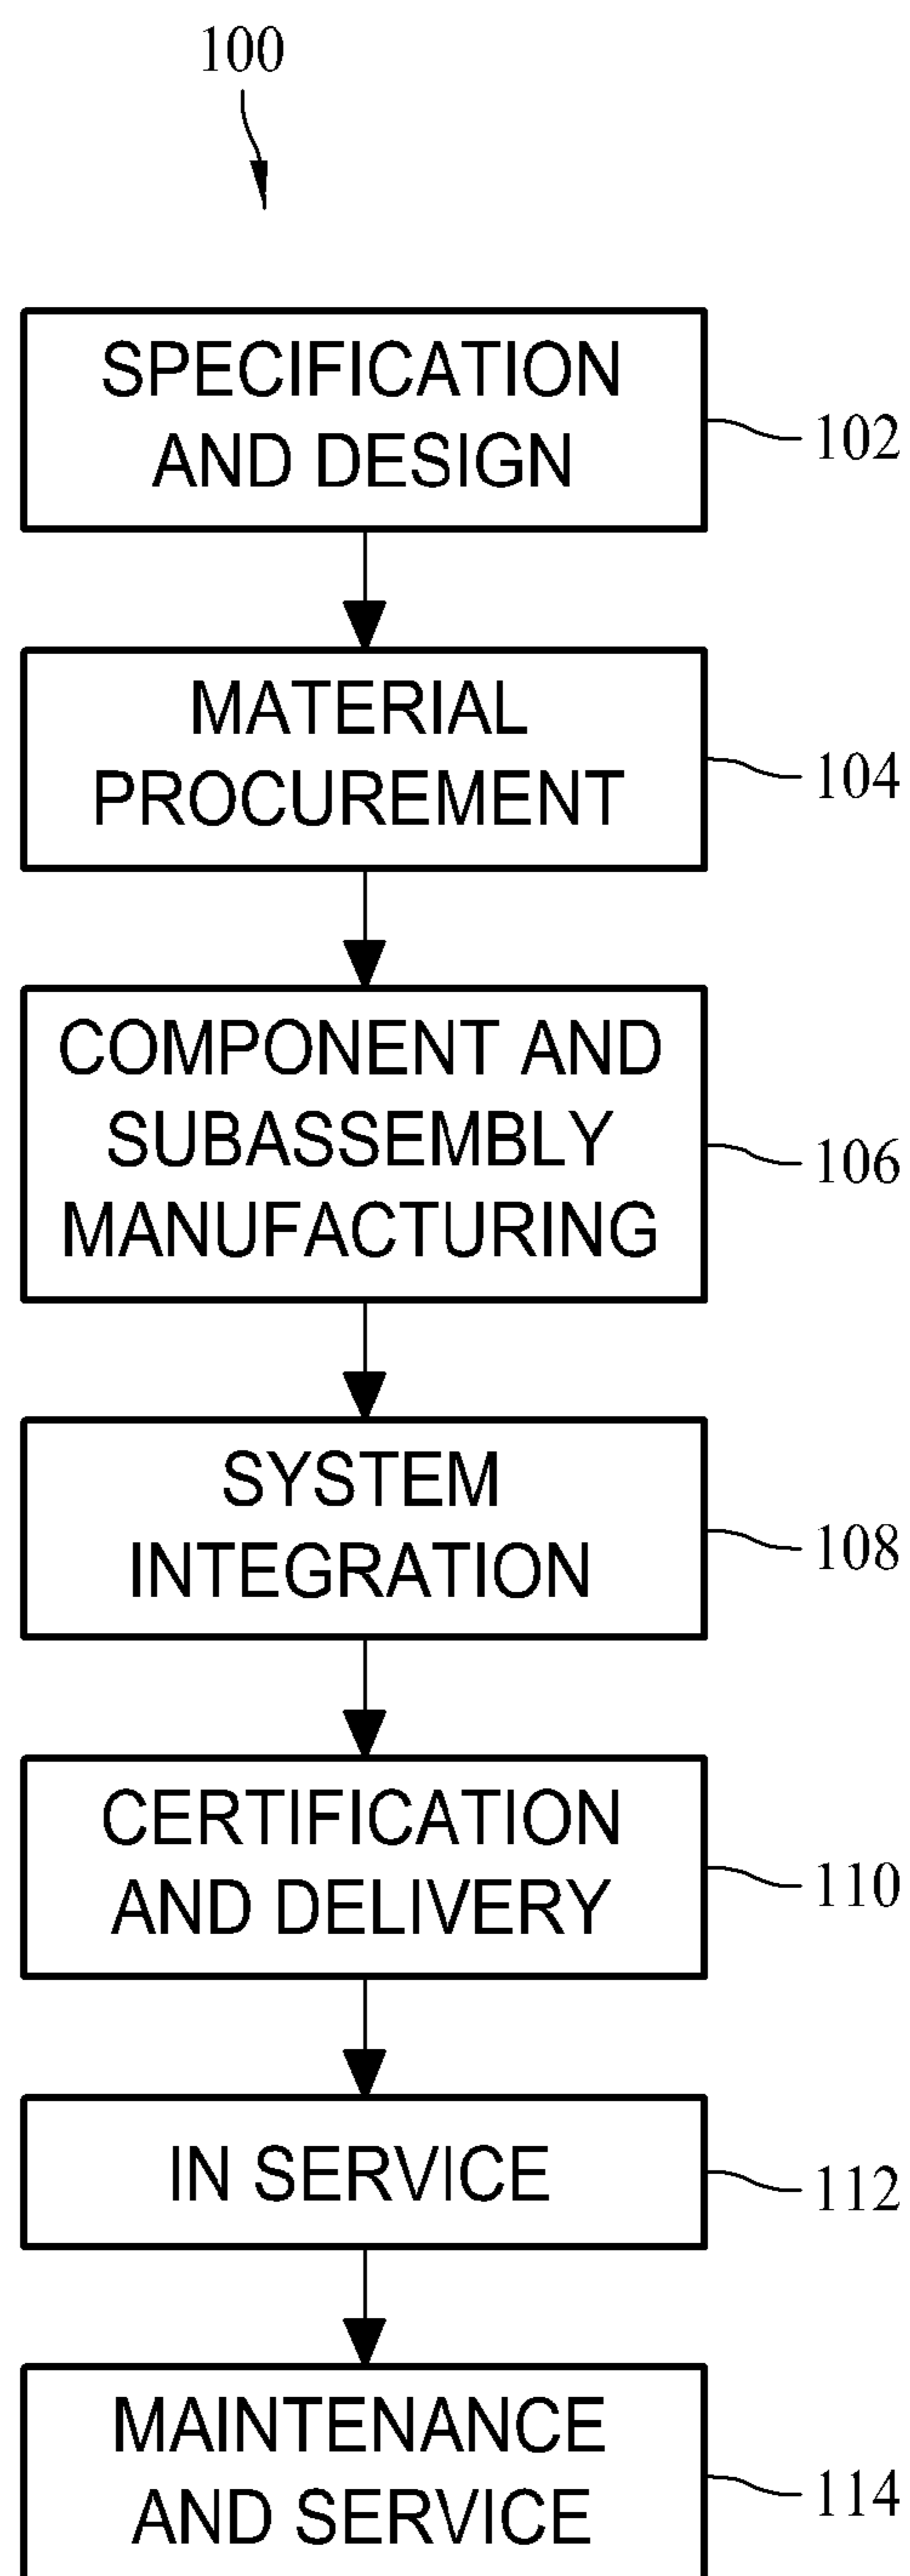 100
SPECIFICATION
AND DESIGN
102
MATERIAL
PROCUREMENT
104
COMPONENT AND
SUBASSEMBLY
MANUFACTURING
106
SYSTEM
INTEGRATION
108
CERTIFICATION
AND DELIVERY
110
IN SERVICE
112
MAINTENANCE
AND SERVICE
114